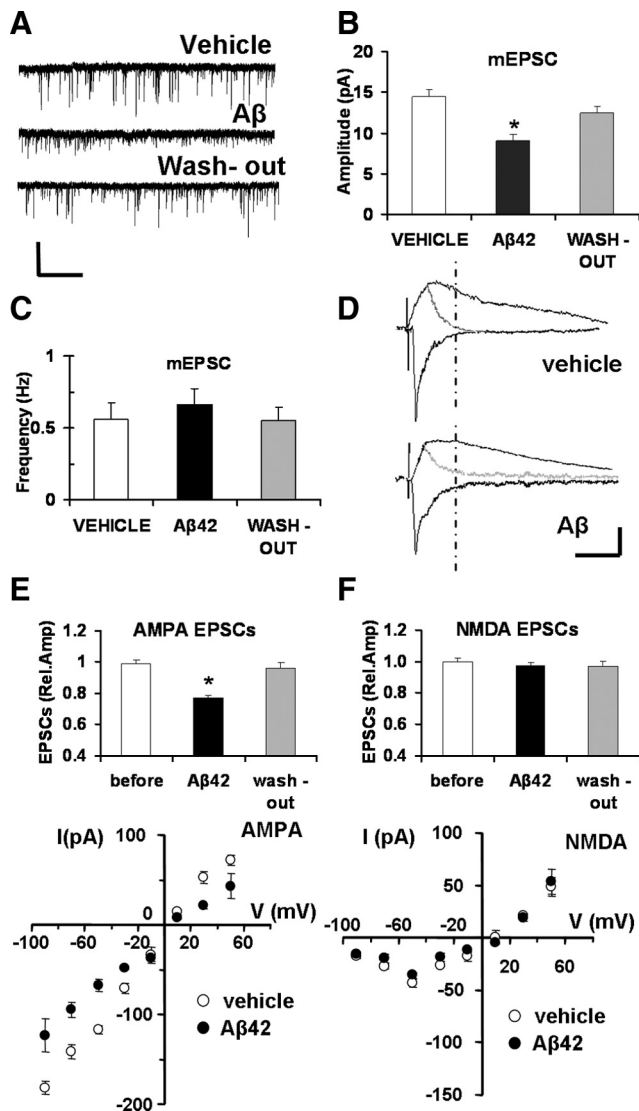 A
Vehicle
Aβ
Wash- out
B
mEPSC
Amplitude (pA)
20
15
10
5
0
*
VEHICLE Aβ42 WASH -
OUT
C
mEPSC
Frequency (Hz)
1
0.5
0
VEHICLE Aβ42 WASH -
OUT
D
vehicle
Aβ
E
AMPA EPSCs
EPSCs (Rel.Amp)
1.2
1
0.8
0.6
0.4
*
before Aβ42 wash -
out
I(pA)
100
AMPA
0
V (mV)
-100 -60 -20 20 60
-100
-200
vehicle
Aβ42
F
NMDA EPSCs
EPSCs (Rel.Amp)
1.2
1.0
0.8
0.6
0.4
before Aβ42 wash -
out
I (pA)
100
NMDA
50
V (mV)
-100 -60 -20 20 60
-50
-100
-150
vehicle
Aβ42